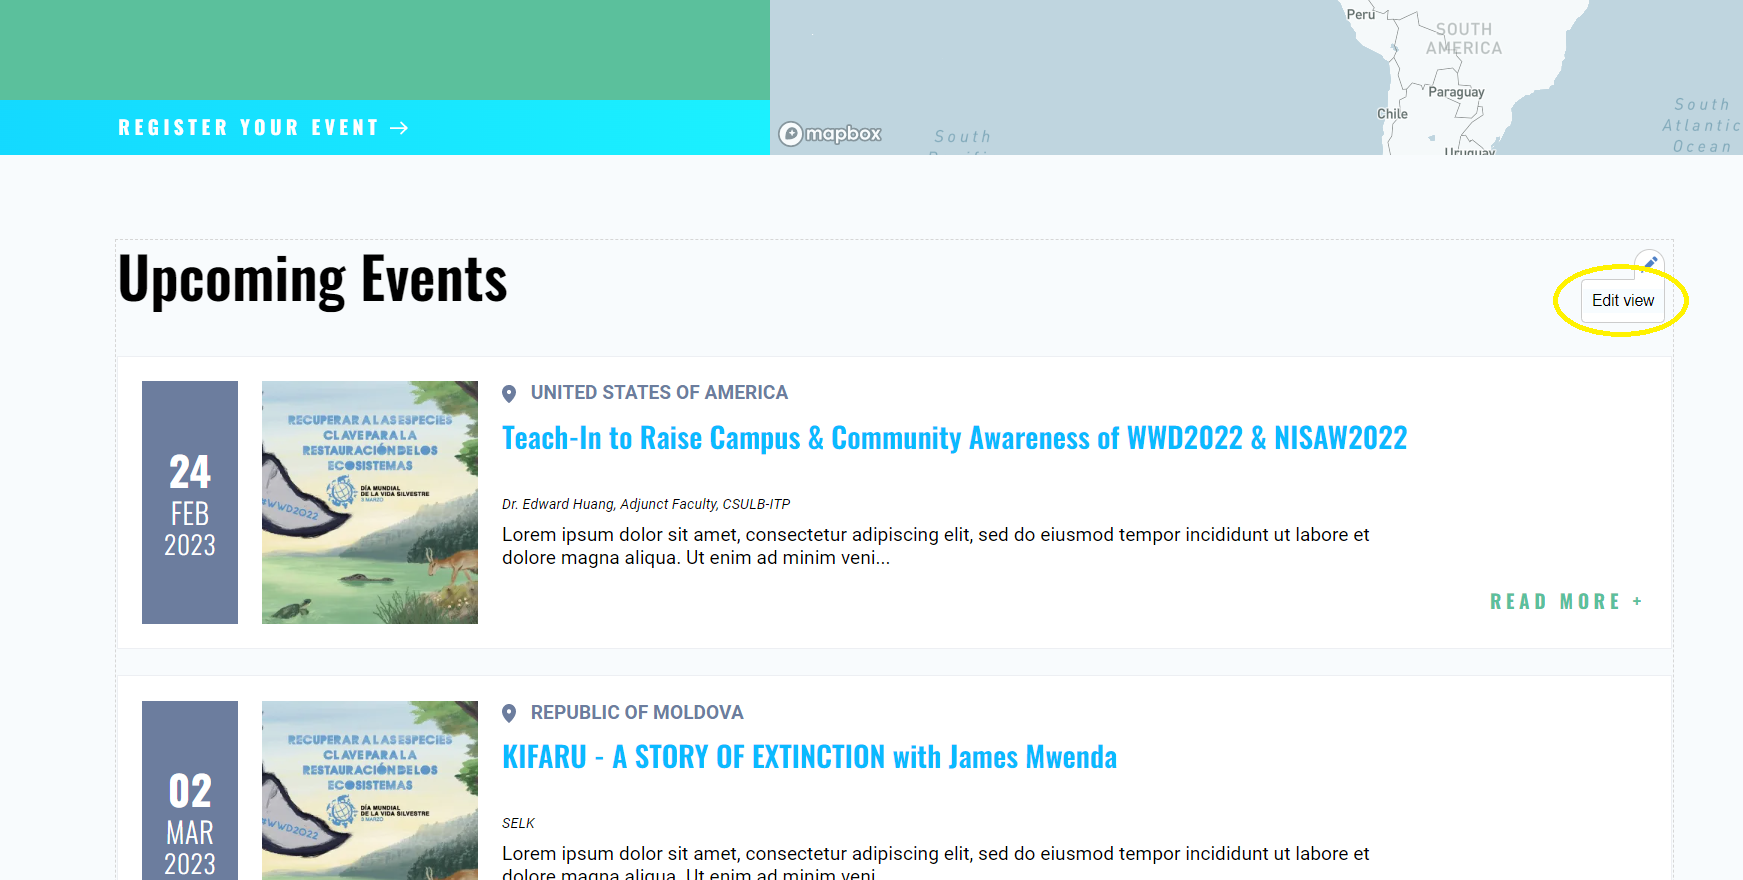 Peru
SOUTH
AMERICA
Paraguay
Chile
South
Atlantic
Ocean
REGISTER YOUR EVENT →
mapbox
South
Pacific
Uruguay
Upcoming Events
Edit view
24
FEB
2023
RECUPERAR A LAS ESPECIES
CLAVE PARA LA
RESTAURACIÓN DE LOS
ECOSISTEMAS
DÍA MUNDIAL
DE LA VIDA SILVESTRE
3 MARZO
#WWD2022
UNITED STATES OF AMERICA
Teach-In to Raise Campus & Community Awareness of WWD2022 & NISAW2022
Dr. Edward Huang, Adjunct Faculty, CSULB-ITP
Lorem ipsum dolor sit amet, consectetur adipiscing elit, sed do eiusmod tempor incididunt ut labore et
dolore magna aliqua. Ut enim ad minim veni...
READ MORE +
02
MAR
2023
RECUPERAR A LAS ESPECIES
CLAVE PARA LA
RESTAURACIÓN DE LOS
ECOSISTEMAS
DÍA MUNDIAL
DE LA VIDA SILVESTRE
3 MARZO
#WWD2022
REPUBLIC OF MOLDOVA
KIFARU - A STORY OF EXTINCTION with James Mwenda
SELK
Lorem ipsum dolor sit amet, consectetur adipiscing elit, sed do eiusmod tempor incididunt ut labore et
dolore magna aliqua. Ut enim ad minim veni